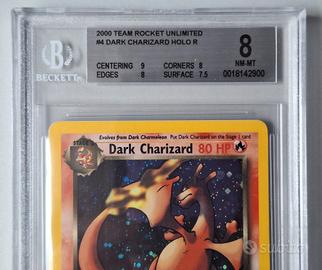 2000 TEAM ROCKET UNLIMITED
#4 DARK CHARIZARD HOLO R
CENTERING 9 CORNERS 8
EDGES 8 SURFACE 7.5
8
NM-MT
0018142900
BECKETT
Evolves from Dark Charmeleon Put Dark Charizard on the Stage 1 card
STAGE 2
Dark Charizard 80 HP
subito